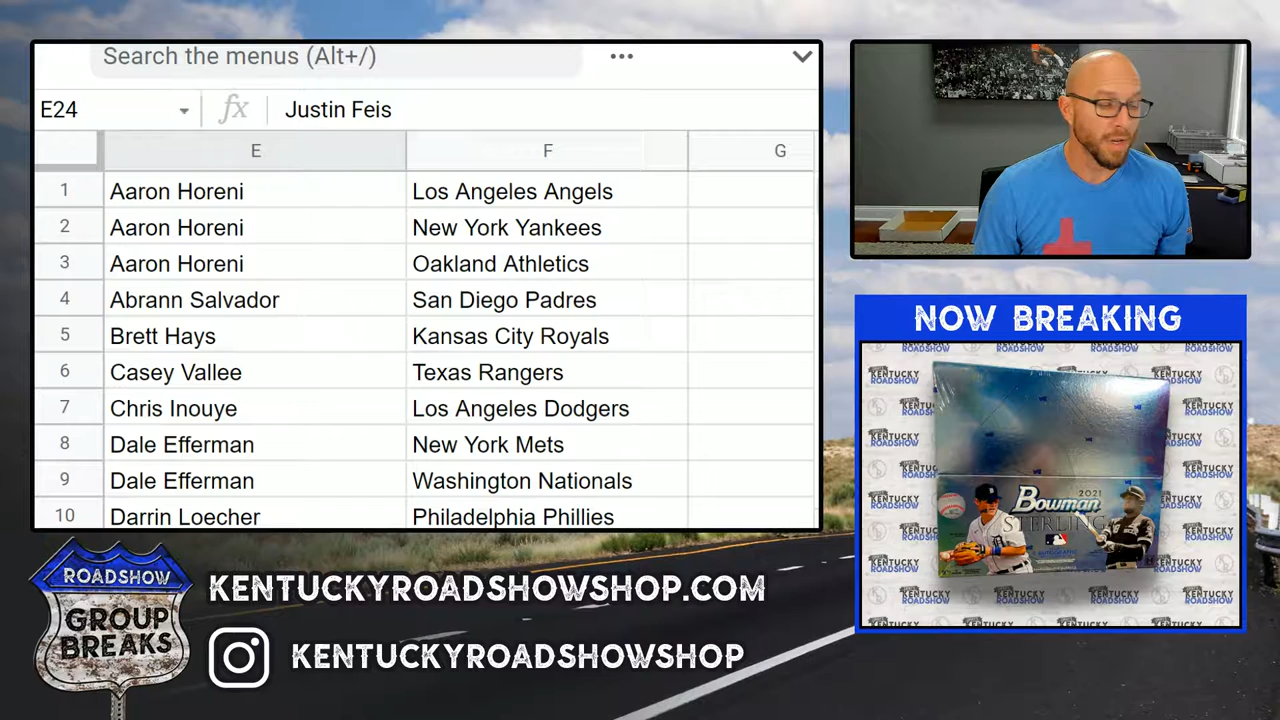 Search the menus (Alt+/)
E24
fx
Justin Feis
E F G
1 Aaron Horeni Los Angeles Angels
2 Aaron Horeni New York Yankees
3 Aaron Horeni Oakland Athletics
4 Abrann Salvador San Diego Padres
5 Brett Hays Kansas City Royals
6 Casey Vallee Texas Rangers
7 Chris Inouye Los Angeles Dodgers
8 Dale Efferman New York Mets
9 Dale Efferman Washington Nationals
10 Darrin Loecher Philadelphia Phillies
NOW BREAKING
KENTUCKY
ROADSHOW
2021
Bowman
STERLING
ROADSHOW
GROUP
BREAKS
KENTUCKYROADSHOWSHOP.COM
KENTUCKYROADSHOWSHOP